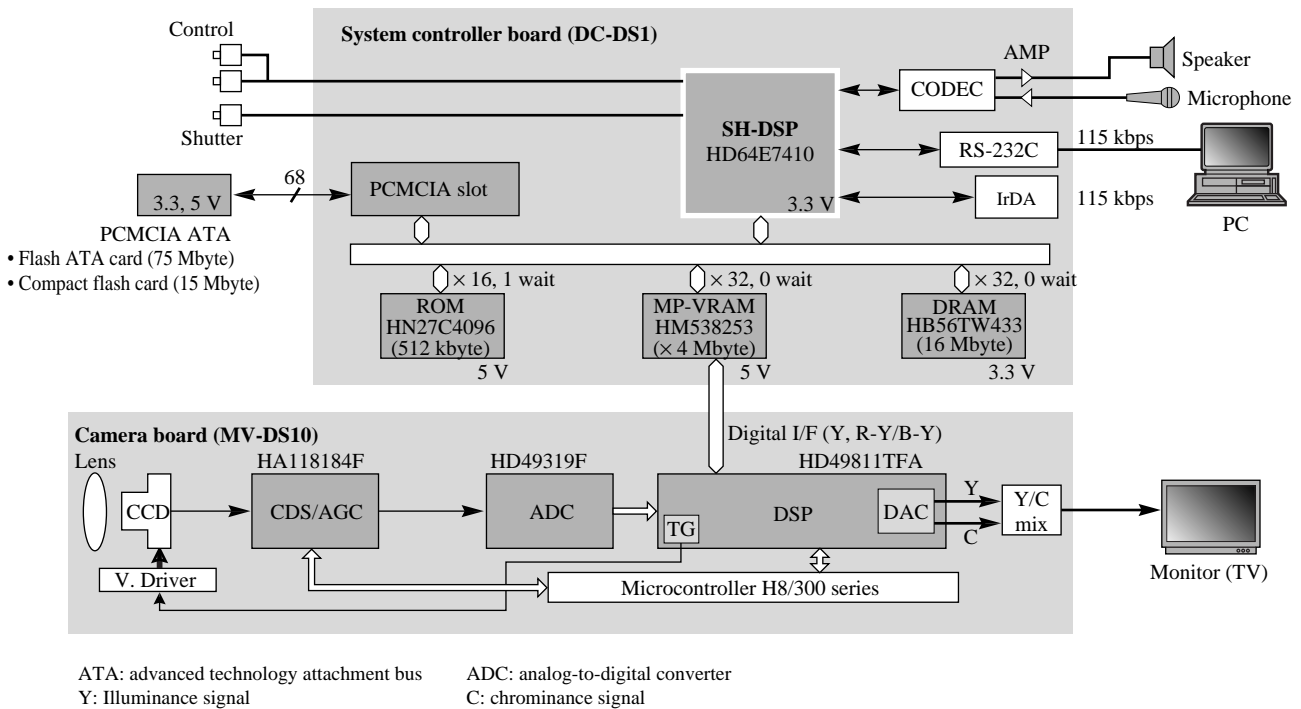 Control
System controller board (DC-DS1)
AMP
Speaker
CODEC
Microphone
Shutter
SH-DSP
HD64E7410
3.3 V
RS-232C
115 kbps
IrDA
115 kbps
PC
68
PCMCIA slot
3.3, 5 V
PCMCIA ATA
• Flash ATA card (75 Mbyte)
• Compact flash card (15 Mbyte)
× 16, 1 wait
× 32, 0 wait
× 32, 0 wait
ROM
HN27C4096
(512 kbyte)
5 V
MP-VRAM
HM538253
(× 4 Mbyte)
5 V
DRAM
HB56TW433
(16 Mbyte)
3.3 V
Camera board (MV-DS10)
Digital I/F (Y, R-Y/B-Y)
Lens
HA118184F
HD49319F
HD49811TFA
CCD
CDS/AGC
ADC
TG
DSP
DAC
Y
C
Y/C
mix
V. Driver
Microcontroller H8/300 series
Monitor (TV)
ATA: advanced technology attachment bus
ADC: analog-to-digital converter
Y: Illuminance signal
C: chrominance signal